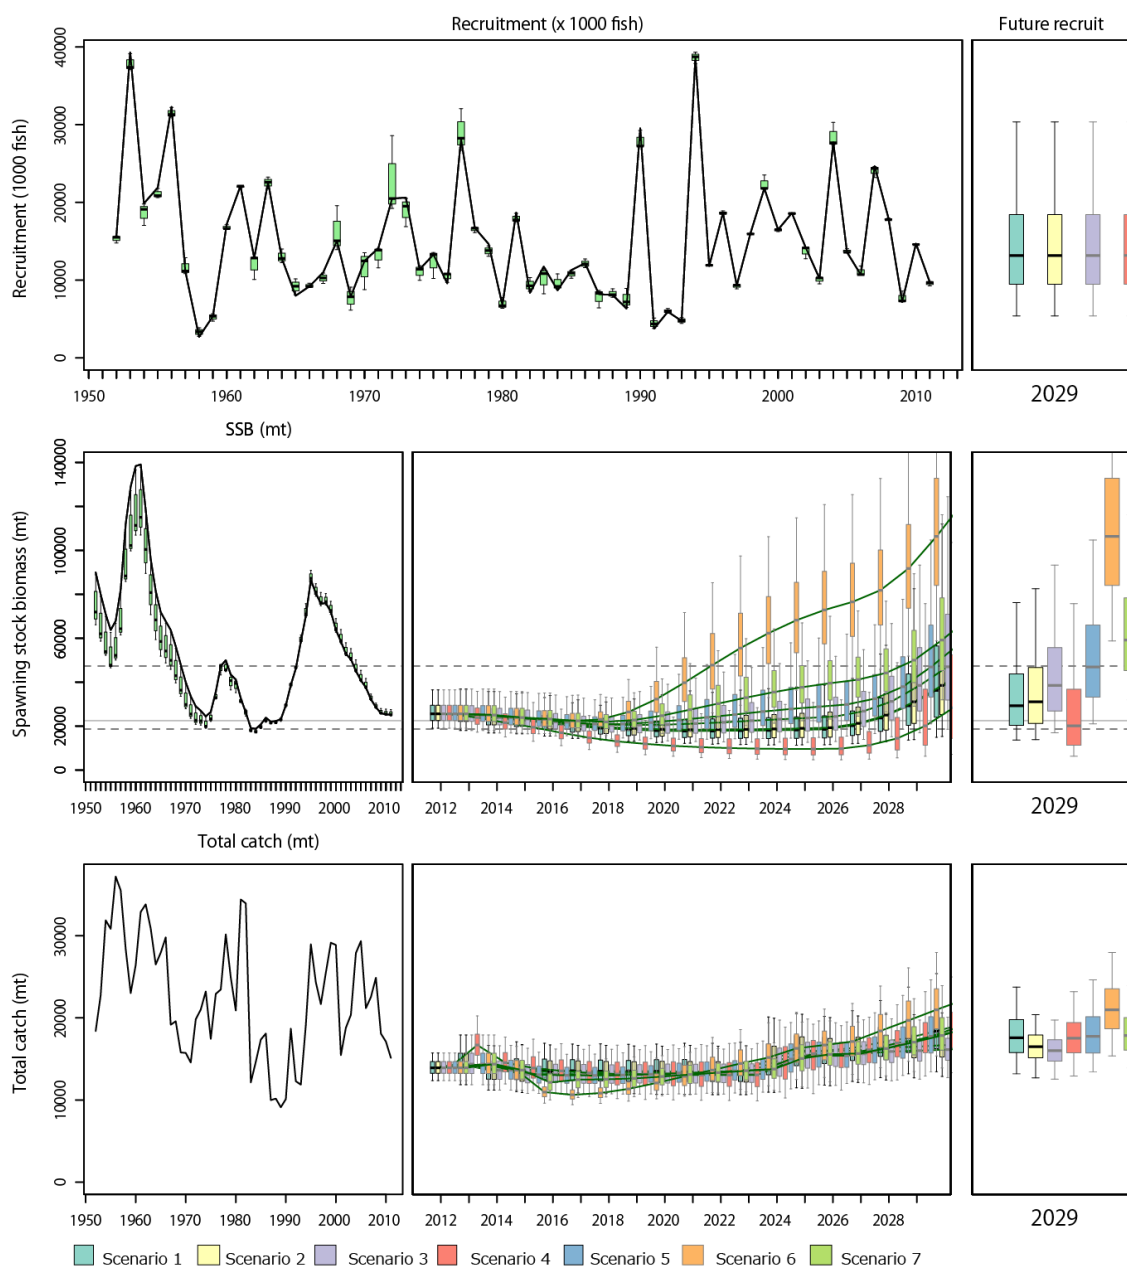 Recruitment (x 1000 fish)
Future recruit
Recruitment (1000 fish)
40000
30000
20000
10000
0
1950 1960 1970 1980 1990 2000 2010
2029
SSB (mt)
Spawning stock biomass (mt)
140000
100000
60000
20000
0
1950 1960 1970 1980 1990 2000 2010
2012 2014 2016 2018 2020 2022 2024 2026 2028
2029
Total catch (mt)
Total catch (mt)
30000
20000
10000
0
1950 1960 1970 1980 1990 2000 2010
2012 2014 2016 2018 2020 2022 2024 2026 2028
2029
Scenario 1 Scenario 2 Scenario 3 Scenario 4 Scenario 5 Scenario 6 Scenario 7